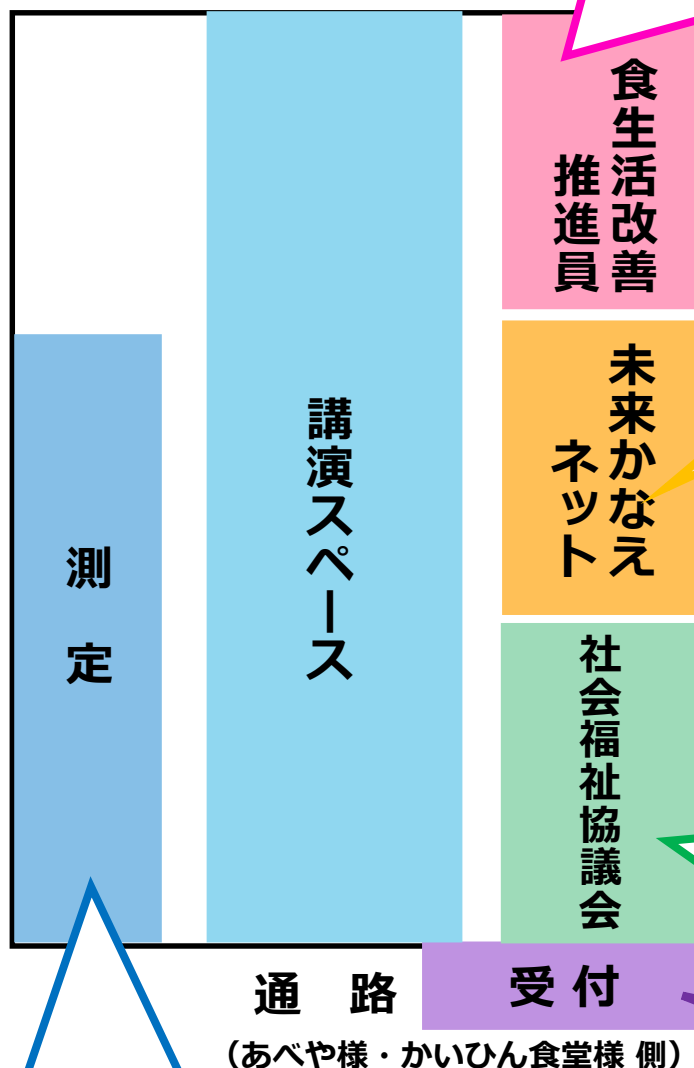 食生活改善
推進員
未来かなえ
ネット
社会福祉協議会
講演スペース
測 定
通 路
受 付
（あべや様・かいひん食堂様 側）